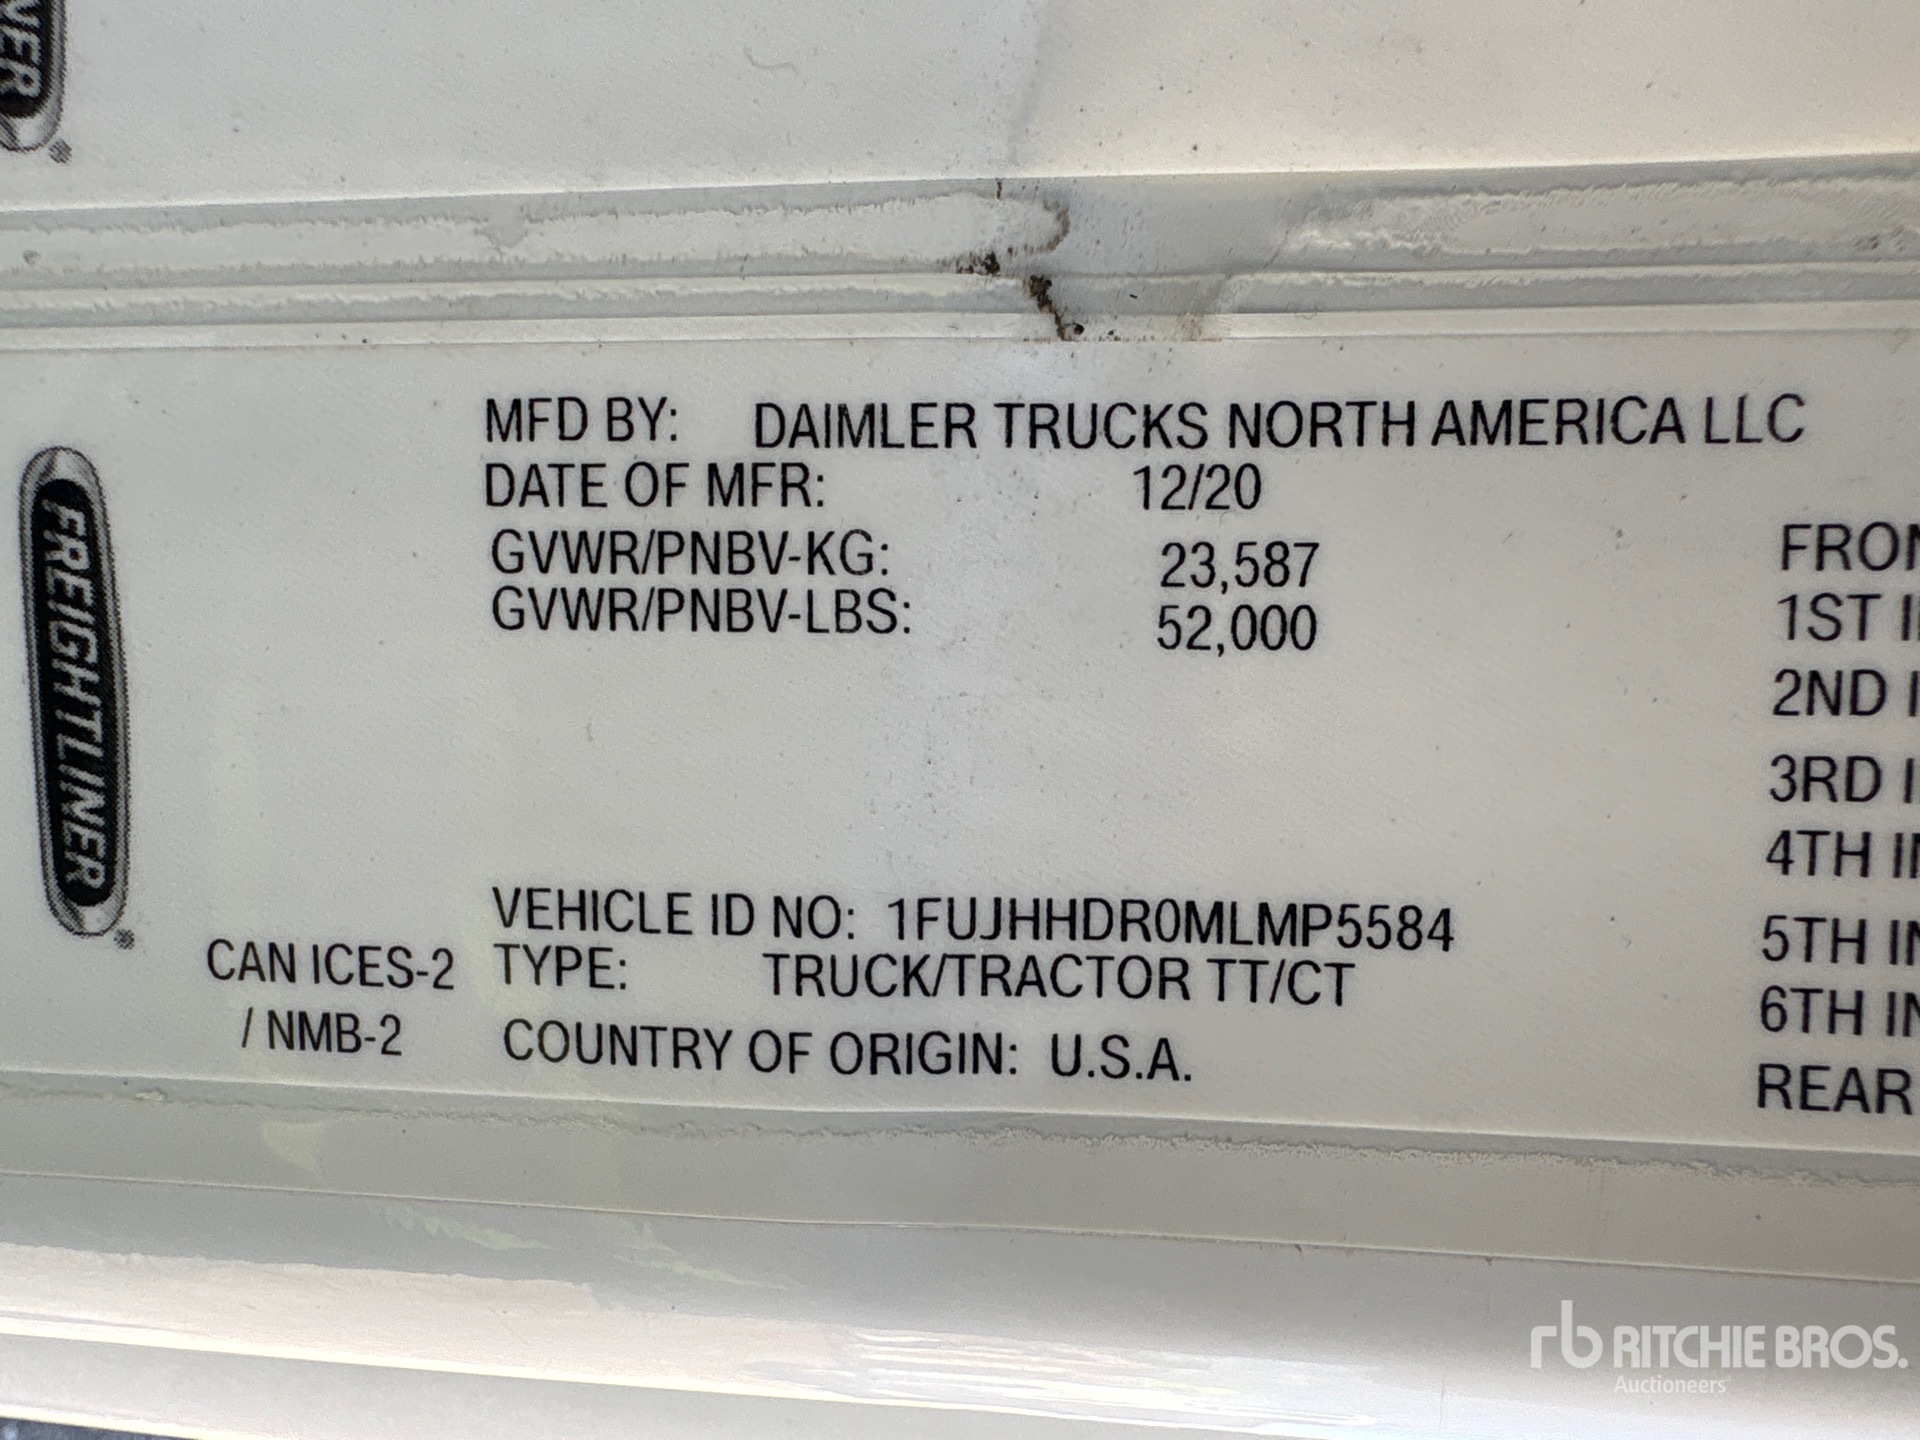 MFD BY: DAIMLER TRUCKS NORTH AMERICA LLC
DATE OF MFR: 12/20
GVWR/PNBV-KG: 23,587
GVWR/PNBV-LBS: 52,000
VEHICLE ID NO: 1FUJHHDR0MLMP5584
TYPE: TRUCK/TRACTOR TT/CT
COUNTRY OF ORIGIN: U.S.A.
CAN ICES-2
/ NMB-2
FREIGHTLINER
1ST
2ND
3RD
4TH
5TH
6TH
REAR
rb RITCHIE BROS.
Auctioneers